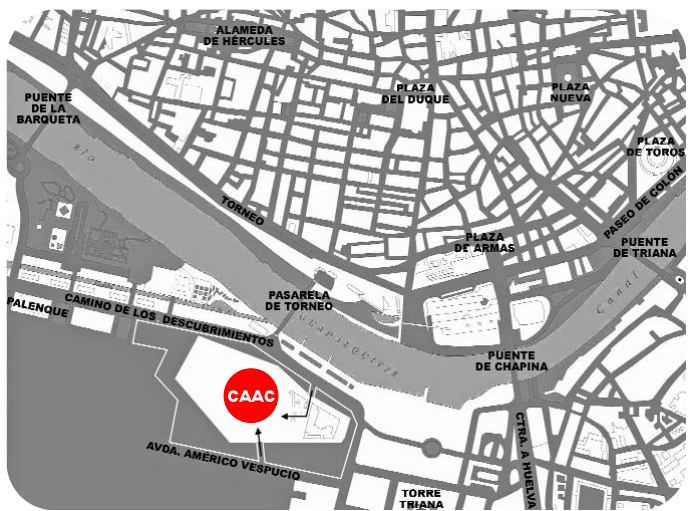 ALAMEDA
DE HÉRCULES
PLAZA
DEL DUQUE
PLAZA
NUEVA
PUENTE
DE LA
BARQUETA
PLAZA
DE TOROS
RÍO
TORNEO
PASEO DE COLÓN
PLAZA
DE ARMAS
PUENTE
DE TRIANA
Canal
PASARELA
DE TORNEO
PALENQUE
CAMINO DE LOS DESCUBRIMIENTOS
GUADALQUIVIR
PUENTE
DE CHAPINA
CAAC
AVDA. AMÉRICO VESPUCIO
CTRA. A HUELVA
TORRE
TRIANA